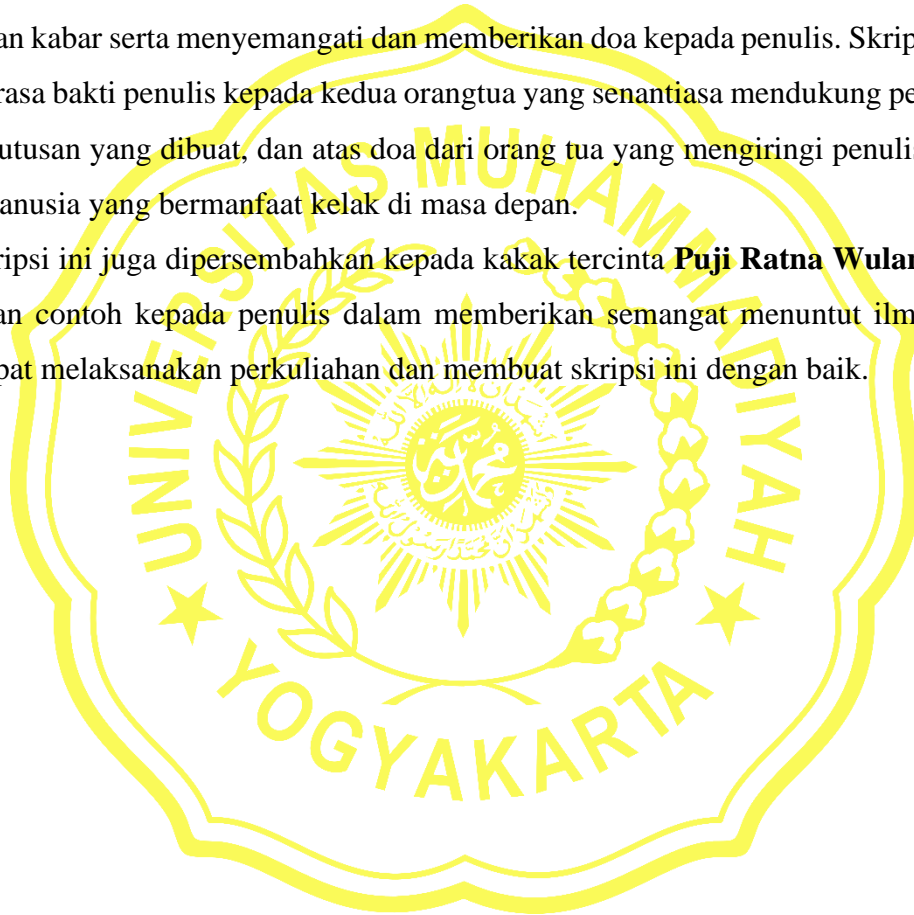 an kabar serta menyemangati dan memberikan doa kepada penulis. Skrip
rasa bakti penulis kepada kedua orangtua yang senantiasa mendukung pe
utusan yang dibuat, dan atas doa dari orang tua yang mengiringi penulis
anusia yang bermanfaat kelak di masa depan.
ripsi ini juga dipersembahkan kepada kakak tercinta Puji Ratna Wulan
an contoh kepada penulis dalam memberikan semangat menuntut ilm
pat melaksanakan perkuliahan dan membuat skripsi ini dengan baik.
UNIVERSITAS MUHAMMADIYAH
YOGYAKARTA